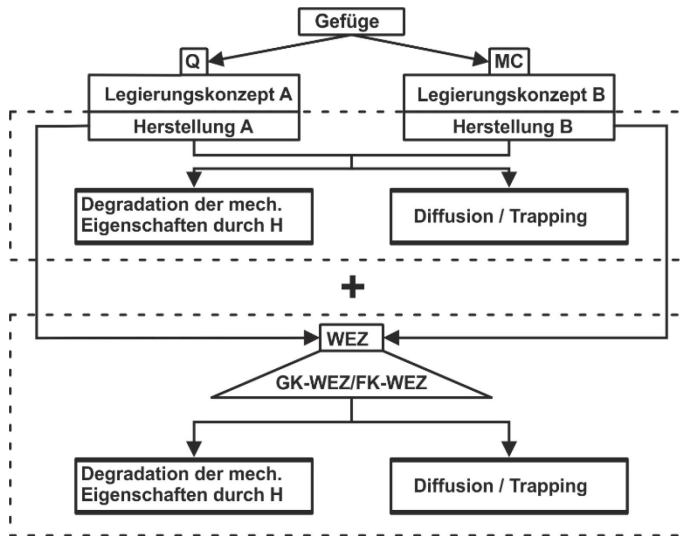 Gefüge
Q
MC
Legierungskonzept A
Legierungskonzept B
Herstellung A
Herstellung B
Degradation der mech.
Eigenschaften durch H
Diffusion / Trapping
+
WEZ
GK-WEZ/FK-WEZ
Degradation der mech.
Eigenschaften durch H
Diffusion / Trapping